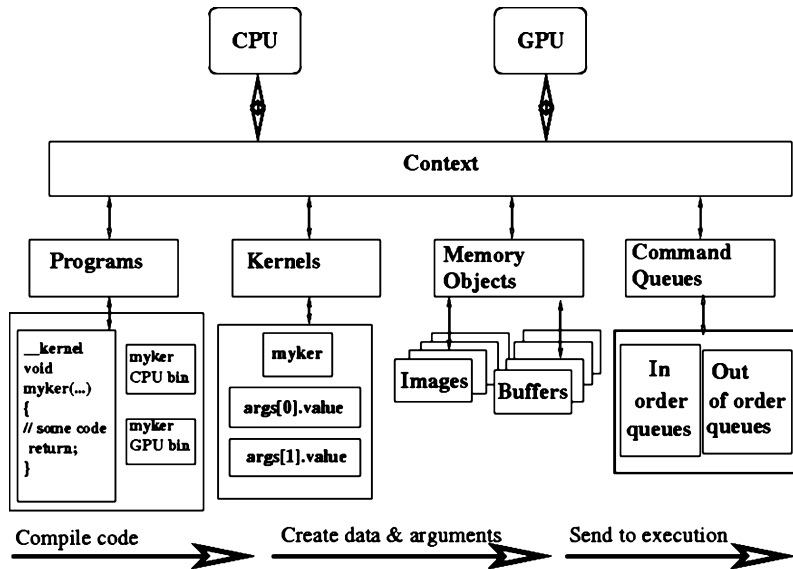 CPU
GPU
Context
Programs
Kernels
Memory
Objects
Command
Queues
__kernel
void
myker(...)
{
// some code
return;
}
myker
CPU bin
myker
GPU bin
myker
args[0].value
args[1].value
Images
Buffers
In
order
queues
Out
of order
queues
Compile code
Create data & arguments
Send to execution